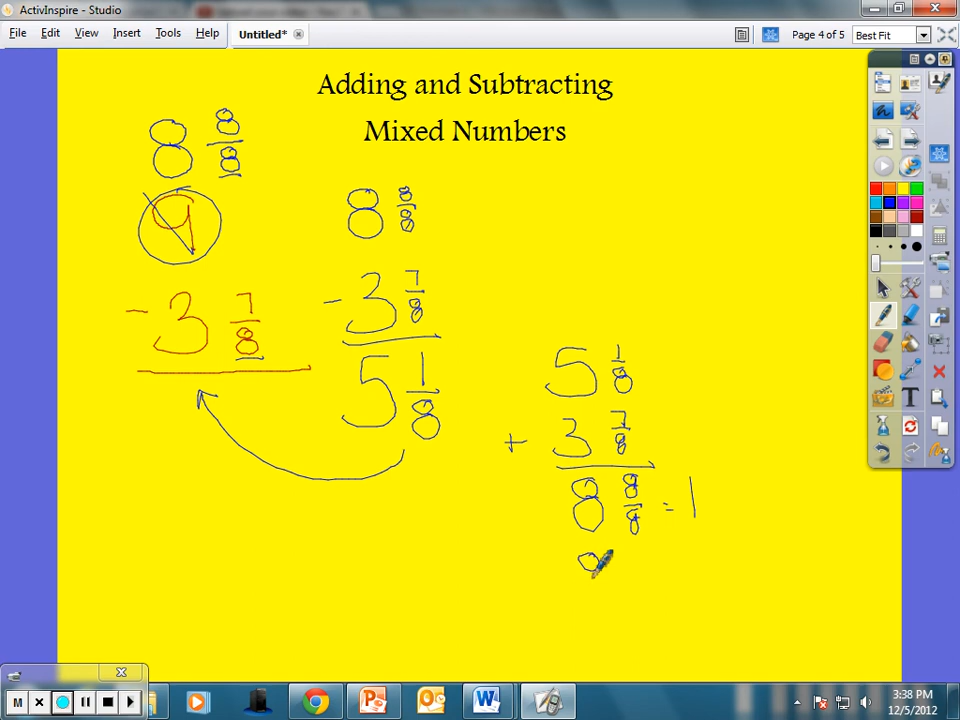 ActivInspire - Studio
File Edit View Insert Tools Help Untitled* Page 4 of 5 Best Fit
Adding and Subtracting
Mixed Numbers
8 8/8
9
- 3 7/8
8 8/8
- 3 7/8
5 1/8
5 1/8
+ 3 7/8
8 8/8 = 1
M
3:38 PM
12/5/2012